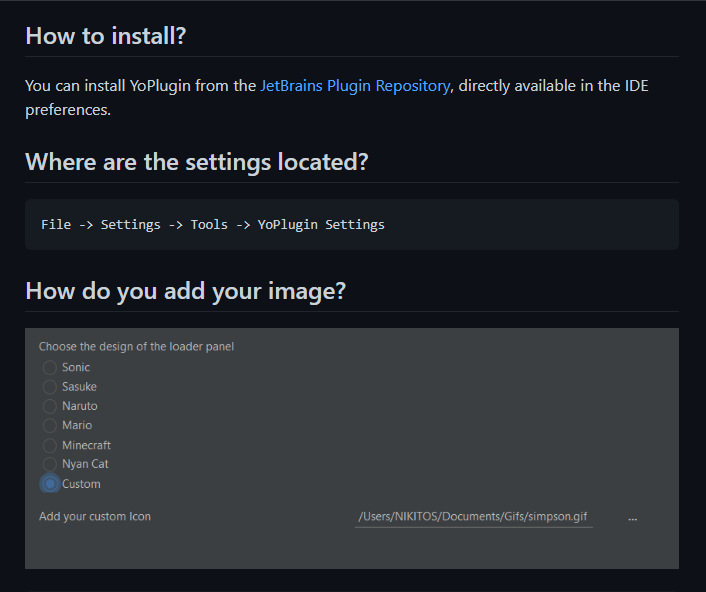 How to install?
You can install YoPlugin from the JetBrains Plugin Repository, directly available in the IDE
preferences.
Where are the settings located?
File -> Settings -> Tools -> YoPlugin Settings
How do you add your image?
Choose the design of the loader panel
Sonic
Sasuke
Naruto
Mario
Minecraft
Nyan Cat
Custom
Add your custom Icon /Users/NIKITOS/Documents/Gifs/simpson.gif ...